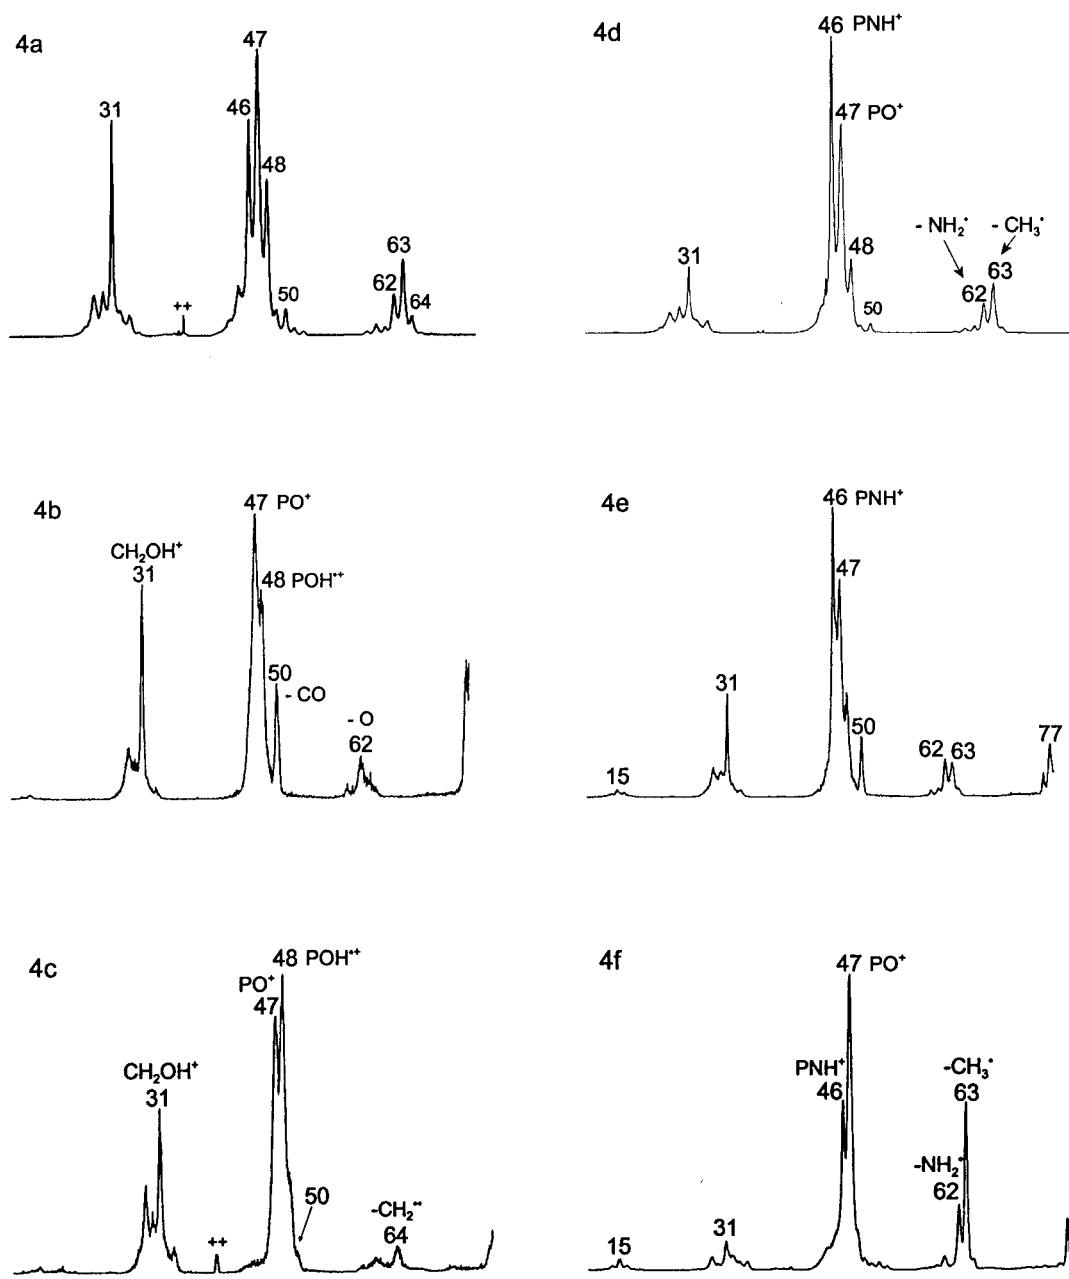 4a
47
31
46
48
++
50
63
62
64
4d
46 PNH⁺
47 PO⁺
- NH₂•
- CH₃•
31
48
50
62
63
4b
47 PO⁺
CH₂OH⁺
31
48 POH•⁺
50
- CO
- O
62
4e
46 PNH⁺
47
31
15
50
62
63
77
4c
48 POH•⁺
PO⁺
47
CH₂OH⁺
31
++
50
-CH₂••
64
4f
47 PO⁺
PNH⁺
46
-CH₃•
63
-NH₂•
62
15
31